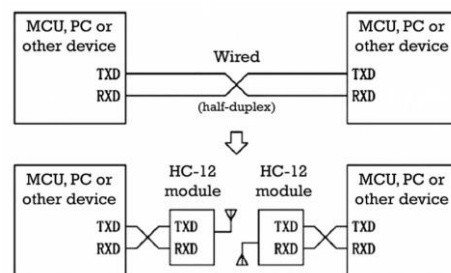 MCU, PC or
other device
TXD
RXD
Wired
(half-duplex)
MCU, PC or
other device
TXD
RXD
MCU, PC or
other device
TXD
RXD
HC-12
module
TXD
RXD
HC-12
module
TXD
RXD
MCU, PC or
other device
TXD
RXD